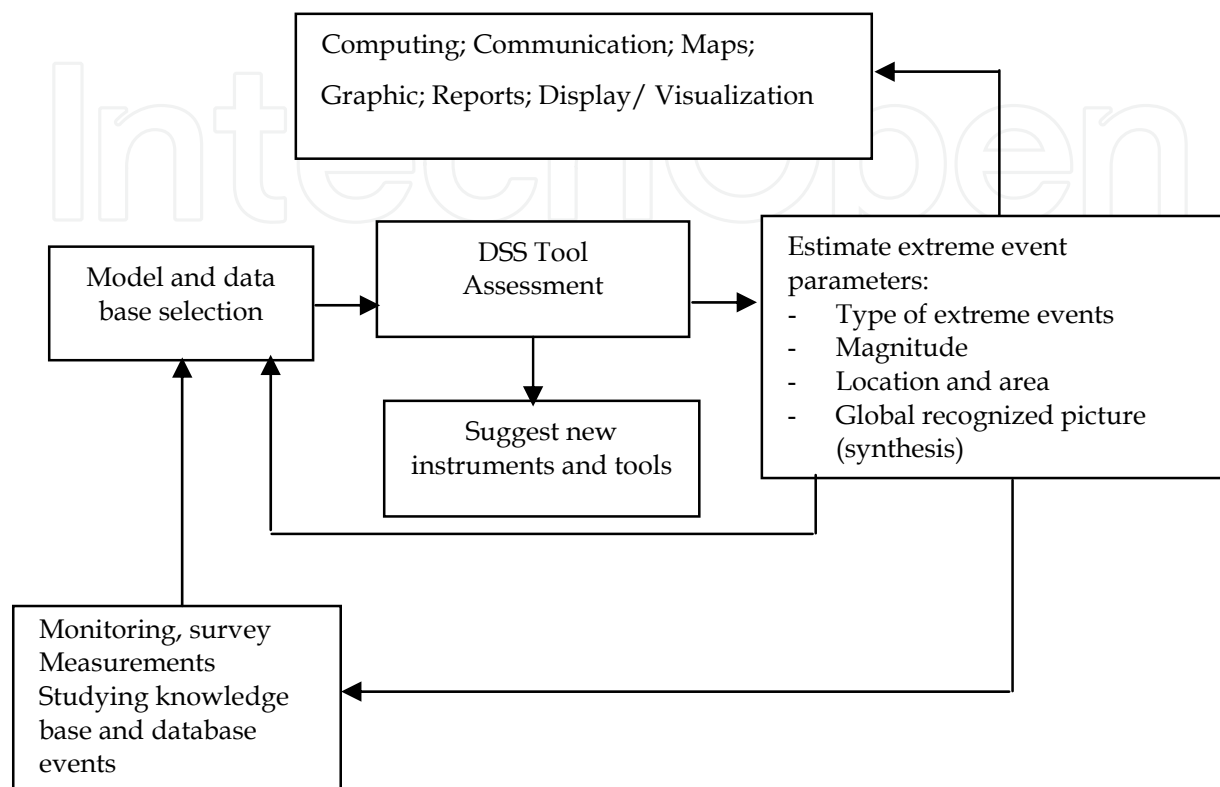 Computing; Communication; Maps;
Graphic; Reports; Display/ Visualization
IntechOpen
Model and data
base selection
DSS Tool
Assessment
Estimate extreme event
parameters:
- Type of extreme events
- Magnitude
- Location and area
- Global recognized picture
(synthesis)
Suggest new
instruments and tools
Monitoring, survey
Measurements
Studying knowledge
base and database
events